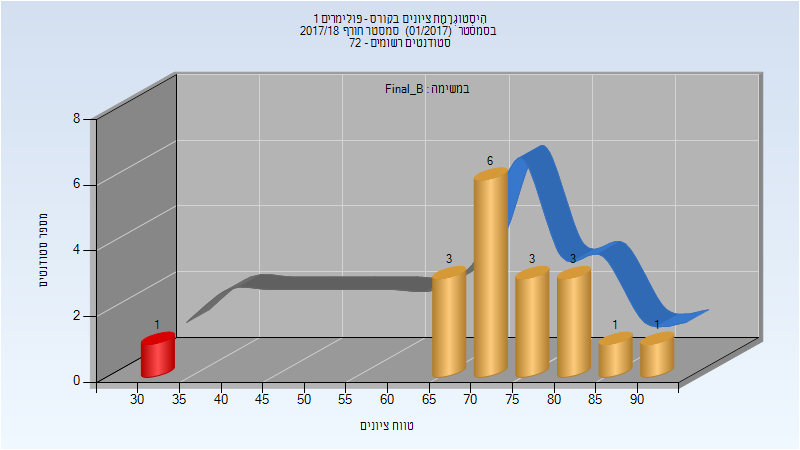 היסטוגרמת ציונים בקורס - פולימרים 1
בסמסטר (01/2017) סמסטר חורף 2017/18
סטודנטים רשומים - 72
במשימה : Final_B
מספר סטודנטים
8
6
4
2
0
1
3
6
3
3
1
1
30 35 40 45 50 55 60 65 70 75 80 85 90
טווח ציונים